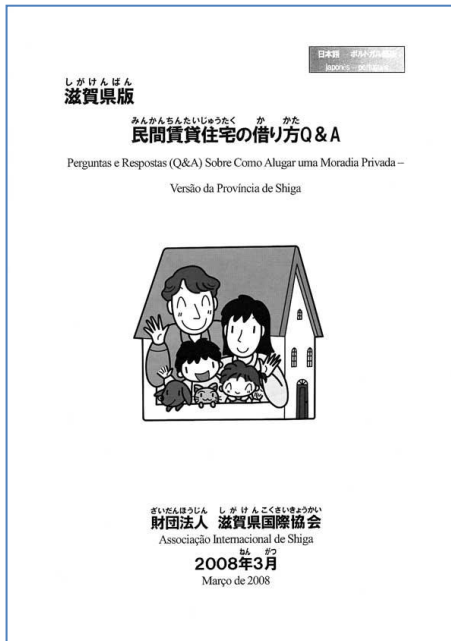 日本語 ポルトガル語
japonês – português
しがけんばん
滋賀県版
みんかんちんたいじゅうたく か かた
民間賃貸住宅の借り方Q&A
Perguntas e Respostas (Q&A) Sobre Como Alugar uma Moradia Privada –
Versão da Província de Shiga
ざいだんほうじん しがけんこくさいきょうかい
財団法人 滋賀県国際協会
Associação Internacional de Shiga
ねん がつ
2008年3月
Março de 2008